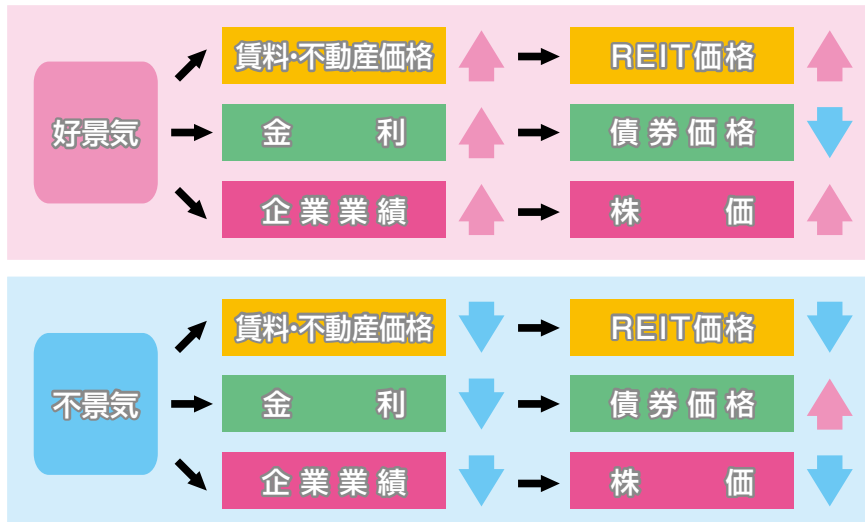 好景気
賃料・不動産価格
REIT価格
金利
債券価格
企業業績
株価
不景気
賃料・不動産価格
REIT価格
金利
債券価格
企業業績
株価